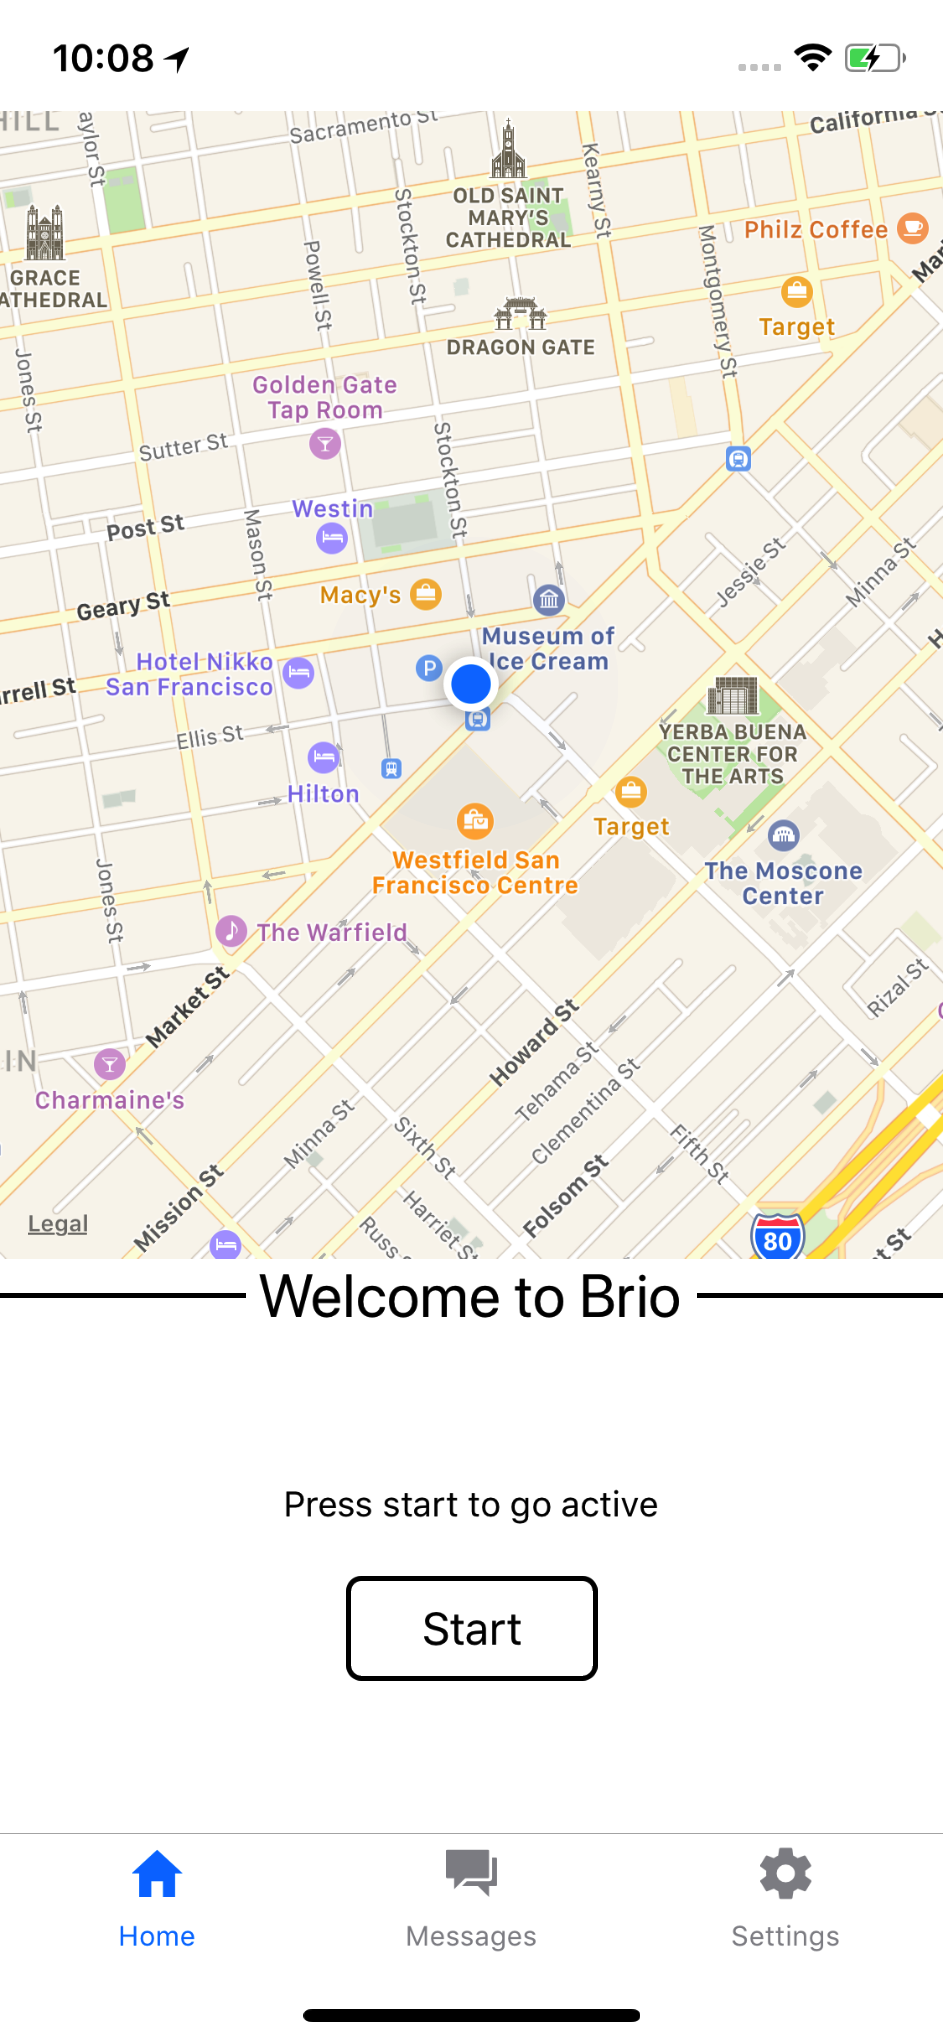 10:08
HILL
aylor St
Sacramento St
California S
Kearny St
OLD SAINT
MARY'S
CATHEDRAL
Stockton St
Philz Coffee
Mar
GRACE
ATHEDRAL
Powell St
Montgomery St
Target
DRAGON GATE
Jones St
Golden Gate
Tap Room
Sutter St
Stockton St
Westin
Post St
Mason St
Jessie St
Minna St
Macy's
Geary St
Museum of
Ice Cream
H
P
Hotel Nikko
San Francisco
rrell St
Ellis St
YERBA BUENA
CENTER FOR
THE ARTS
Hilton
Target
Westfield San
Francisco Centre
The Moscone
Center
Jones St
The Warfield
Market St
Rizal St
Howard St
IN
Tehama St
Charmaine's
Clementina St
Minna St
Sixth St
Fifth St
Mission St
Folsom St
Harriet St
Legal
Russ
80
t St
Welcome to Brio
Press start to go active
Start
Home
Messages
Settings